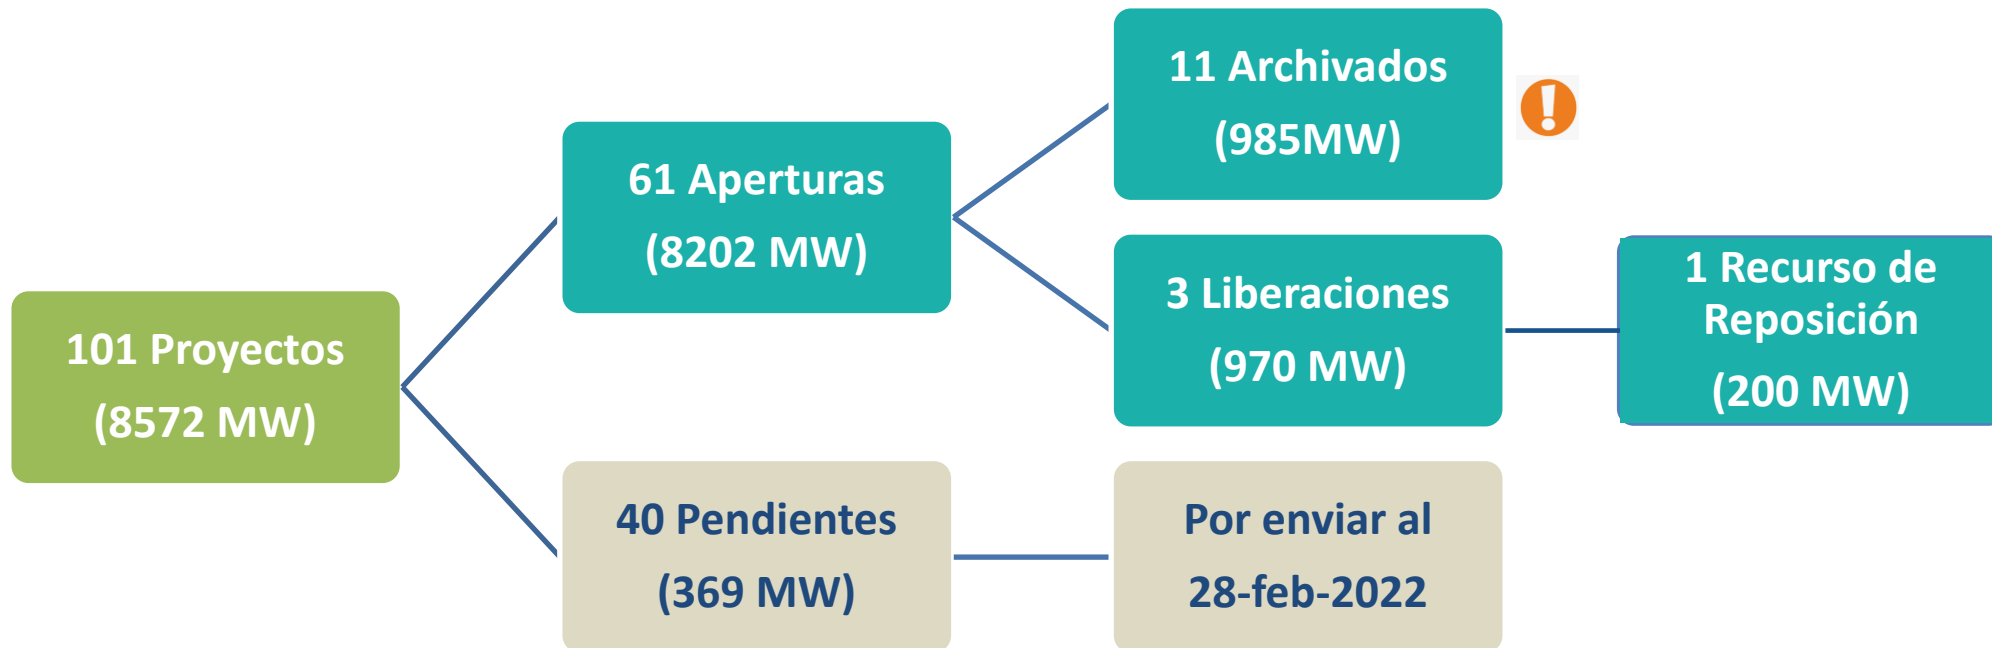 101 Proyectos
(8572 MW)
61 Aperturas
(8202 MW)
11 Archivados
(985MW)
3 Liberaciones
(970 MW)
1 Recurso de
Reposición
(200 MW)
40 Pendientes
(369 MW)
Por enviar al
28-feb-2022